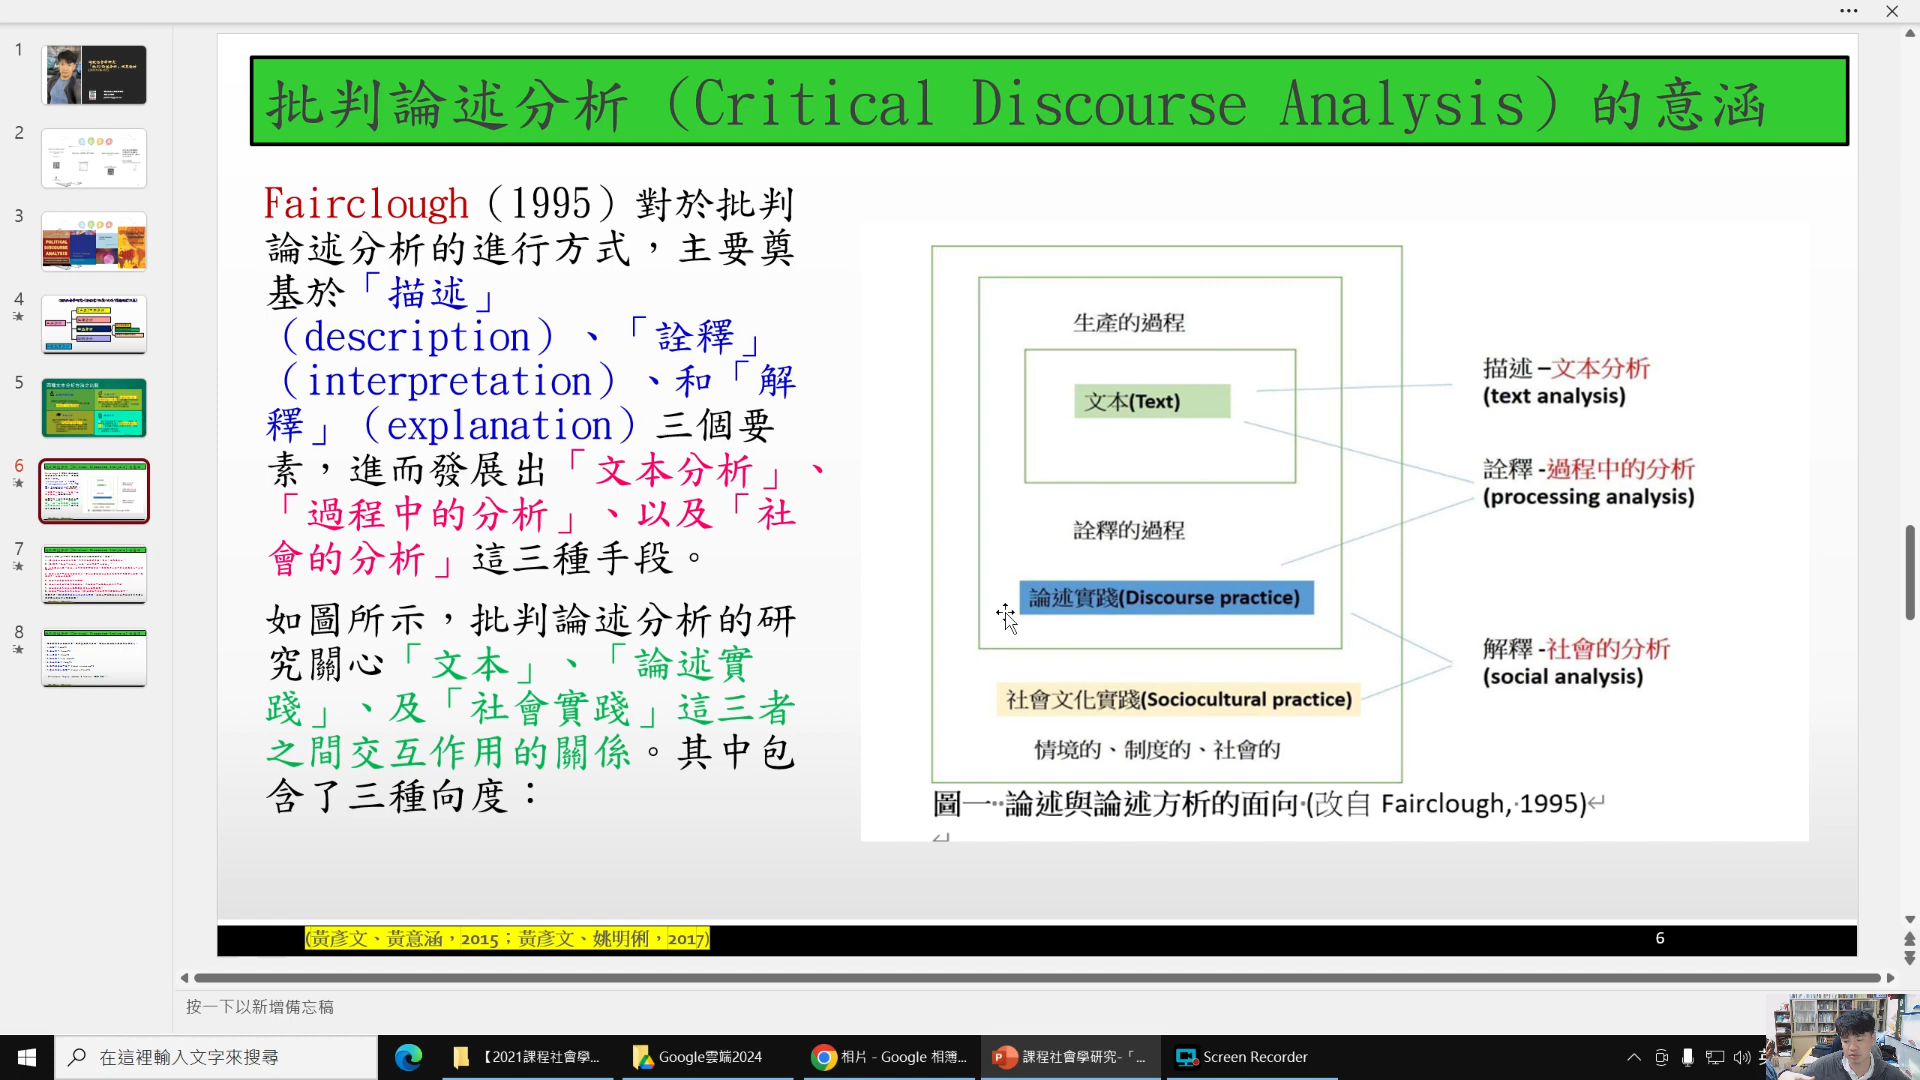 批判論述分析（Critical Discourse Analysis）的意涵
Fairclough（1995）對於批判
論述分析的進行方式，主要奠
基於「描述」
（description）、「詮釋」
（interpretation）、和「解
釋」（explanation）三個要
素，進而發展出「文本分析」、
「過程中的分析」、以及「社
會的分析」這三種手段。
如圖所示，批判論述分析的研
究關心「文本」、「論述實
踐」、及「社會實踐」這三者
之間交互作用的關係。其中包
含了三種向度：
生產的過程
文本(Text)
詮釋的過程
論述實踐(Discourse practice)
社會文化實踐(Sociocultural practice)
情境的、制度的、社會的
描述–文本分析
(text analysis)
詮釋-過程中的分析
(processing analysis)
解釋-社會的分析
(social analysis)
圖一··論述與論述方析的面向·(改自 Fairclough,·1995)↵
↵
(黃彥文、黃意涵，2015；黃彥文、姚明俐，2017)
6
1
2
3
4
5
6
7
8
按一下以新增備忘稿
在這裡輸入文字來搜尋
【2021課程社會學...
Google雲端2024
相片 - Google 相簿...
課程社會學研究-「...
Screen Recorder